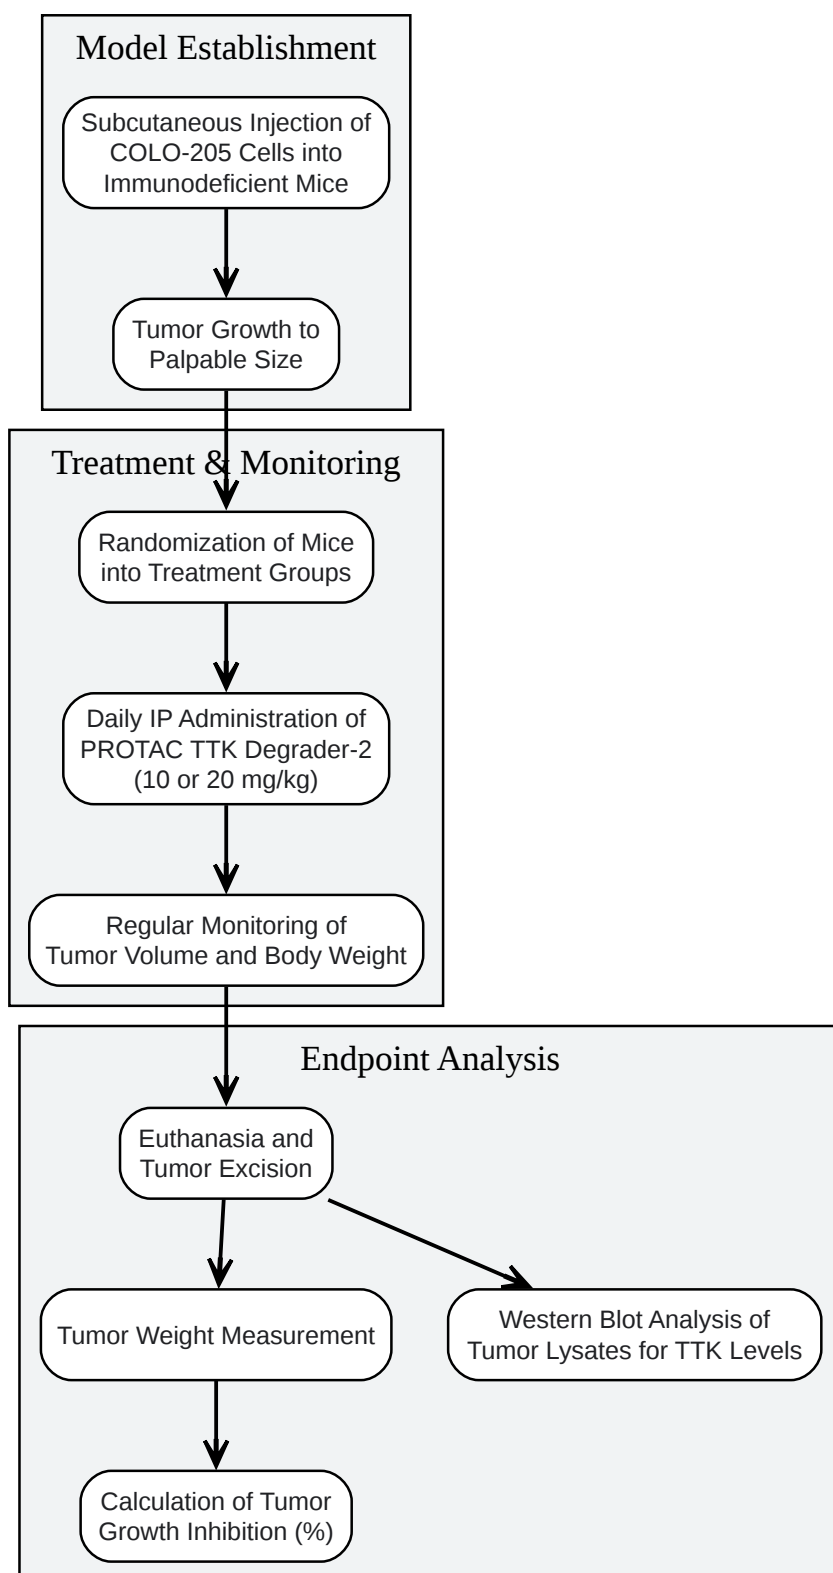 Model Establishment
Subcutaneous Injection of
COLO-205 Cells into
Immunodeficient Mice
Tumor Growth to
Palpable Size
Treatment & Monitoring
Randomization of Mice
into Treatment Groups
Daily IP Administration of
PROTAC TTK Degrader-2
(10 or 20 mg/kg)
Regular Monitoring of
Tumor Volume and Body Weight
Endpoint Analysis
Euthanasia and
Tumor Excision
Tumor Weight Measurement
Western Blot Analysis of
Tumor Lysates for TTK Levels
Calculation of Tumor
Growth Inhibition (%)